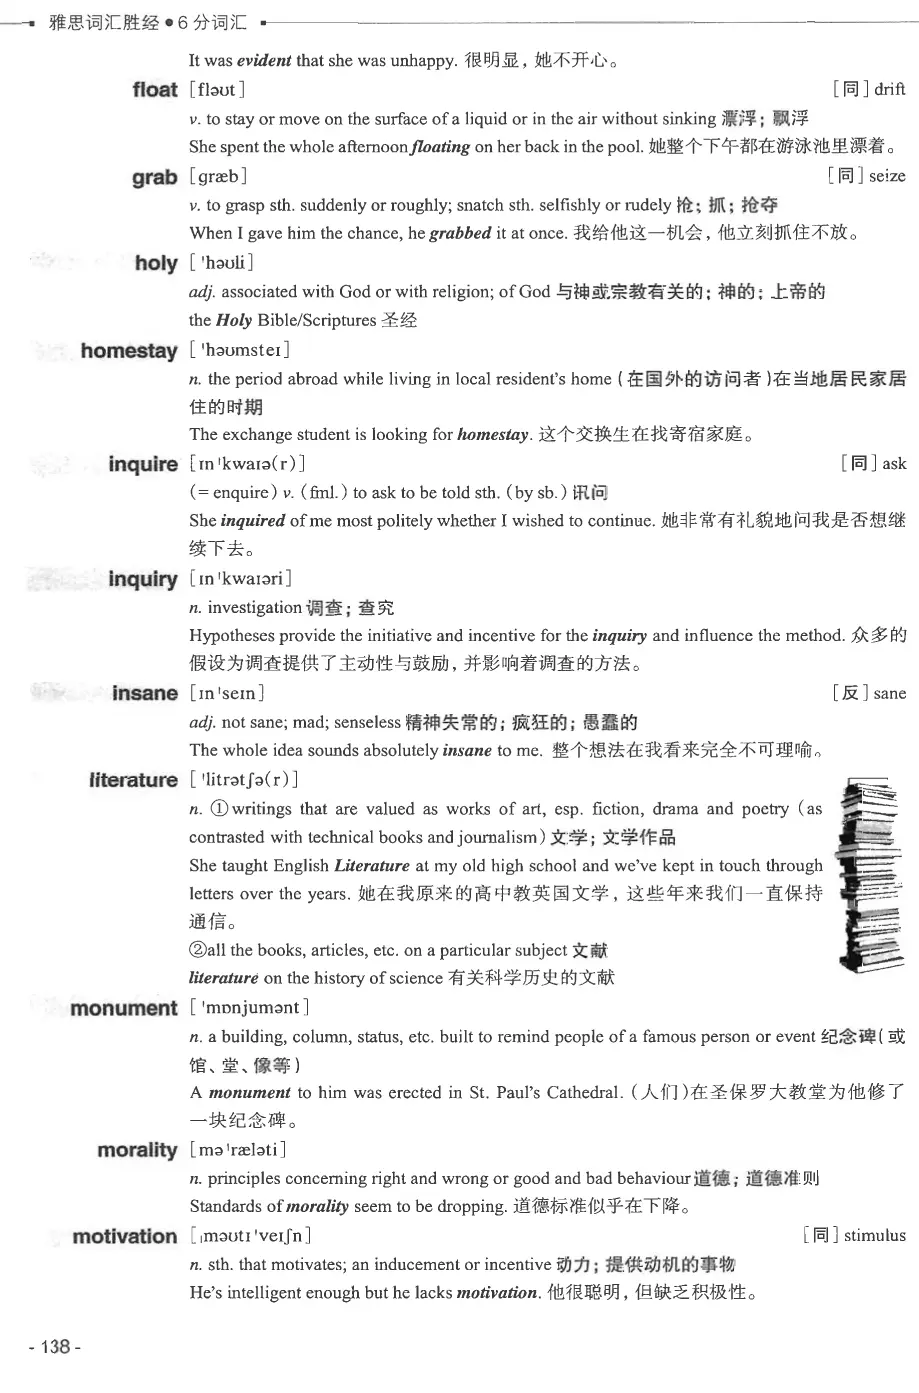 雅思词汇胜经●6分词汇
It was evident that she was unhappy. 很明显，她不开心。
float [fləʊt] [同] drift
v. to stay or move on the surface of a liquid or in the air without sinking 漂浮；飘浮
She spent the whole afternoon floating on her back in the pool. 她整个下午都在游泳池里漂着。
grab [græb] [同] seize
v. to grasp sth. suddenly or roughly; snatch sth. selfishly or rudely 抢；抓；抢夺
When I gave him the chance, he grabbed it at once. 我给他这一机会，他立刻抓住不放。
holy [ˈhəʊli]
adj. associated with God or with religion; of God 与神或宗教有关的；神的；上帝的
the Holy Bible/Scriptures 圣经
homestay [ˈhəʊmsteɪ]
n. the period abroad while living in local resident's home (在国外的访问者)在当地居民家居
住的时期
The exchange student is looking for homestay. 这个交换生在找寄宿家庭。
inquire [ɪnˈkwaɪə(r)] [同] ask
(= enquire) v. (fml.) to ask to be told sth. (by sb.) 讯问
She inquired of me most politely whether I wished to continue. 她非常有礼貌地问我是否想继
续下去。
inquiry [ɪnˈkwaɪəri]
n. investigation 调查；查究
Hypotheses provide the initiative and incentive for the inquiry and influence the method. 众多的
假设为调查提供了主动性与鼓励，并影响着调查的方法。
insane [ɪnˈseɪn] [反] sane
adj. not sane; mad; senseless 精神失常的；疯狂的；愚蠢的
The whole idea sounds absolutely insane to me. 整个想法在我看来完全不可理喻。
literature [ˈlitrətʃə(r)]
n. ①writings that are valued as works of art, esp. fiction, drama and poetry (as
contrasted with technical books and journalism) 文学；文学作品
She taught English Literature at my old high school and we've kept in touch through
letters over the years. 她在我原来的高中教英国文学，这些年来我们一直保持
通信。
②all the books, articles, etc. on a particular subject 文献
literature on the history of science 有关科学历史的文献
monument [ˈmɒnjumənt]
n. a building, column, status, etc. built to remind people of a famous person or event 纪念碑(或
馆、堂、像等)
A monument to him was erected in St. Paul's Cathedral. (人们)在圣保罗大教堂为他修了
一块纪念碑。
morality [məˈræləti]
n. principles concerning right and wrong or good and bad behaviour 道德；道德准则
Standards of morality seem to be dropping. 道德标准似乎在下降。
motivation [ˌməʊtɪˈveɪʃn] [同] stimulus
n. sth. that motivates; an inducement or incentive 动力；提供动机的事物
He's intelligent enough but he lacks motivation. 他很聪明，但缺乏积极性。
- 138 -